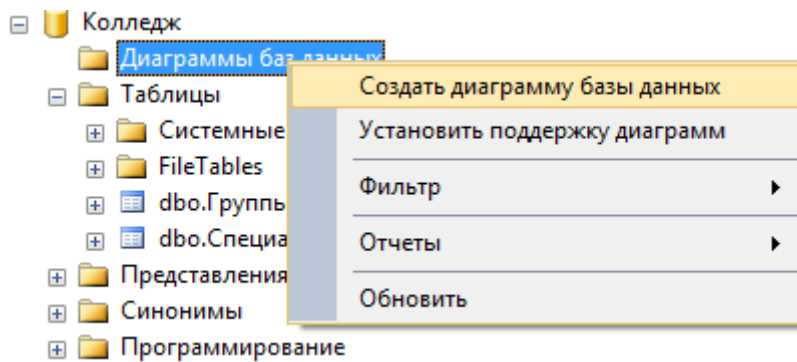 Колледж
Диаграммы баз данных
Создать диаграмму базы данных
Таблицы
Системные
Установить поддержку диаграмм
FileTables
Фильтр
dbo.Группы
dbo.Специа
Отчеты
Представления
Обновить
Синонимы
Программирование